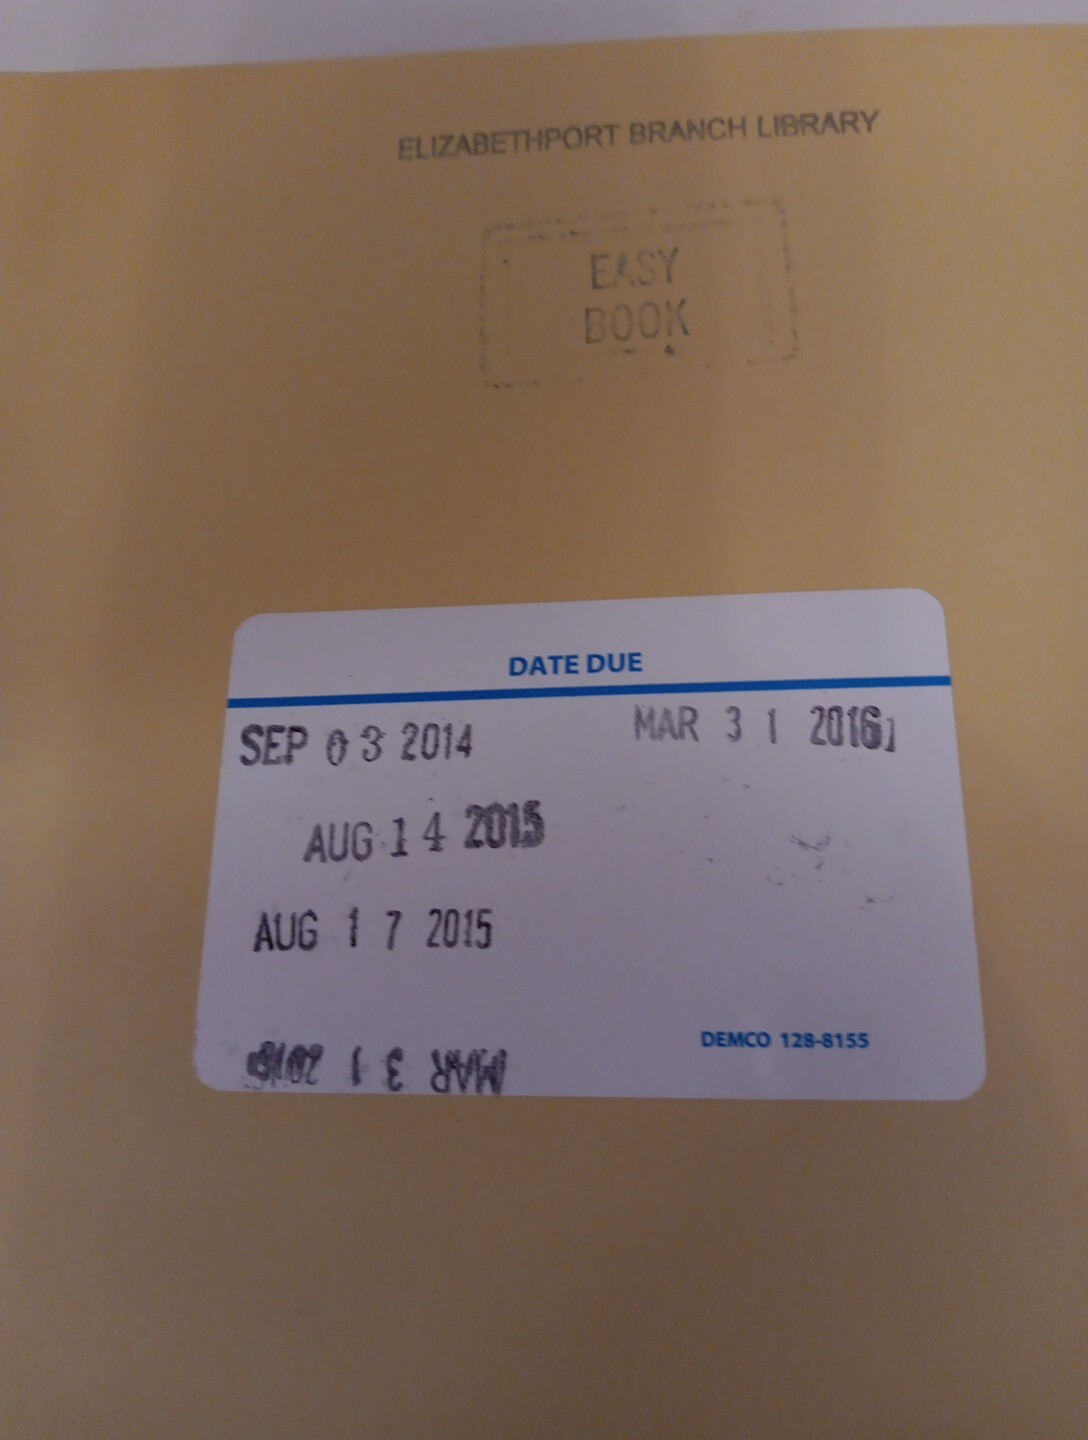 ELIZABETHPORT BRANCH LIBRARY
EASY
BOOK
DATE DUE
SEP 03 2014
MAR 31 2016
AUG 14 2015
AUG 17 2015
MAR 31 2016
DEMCO 128-8155